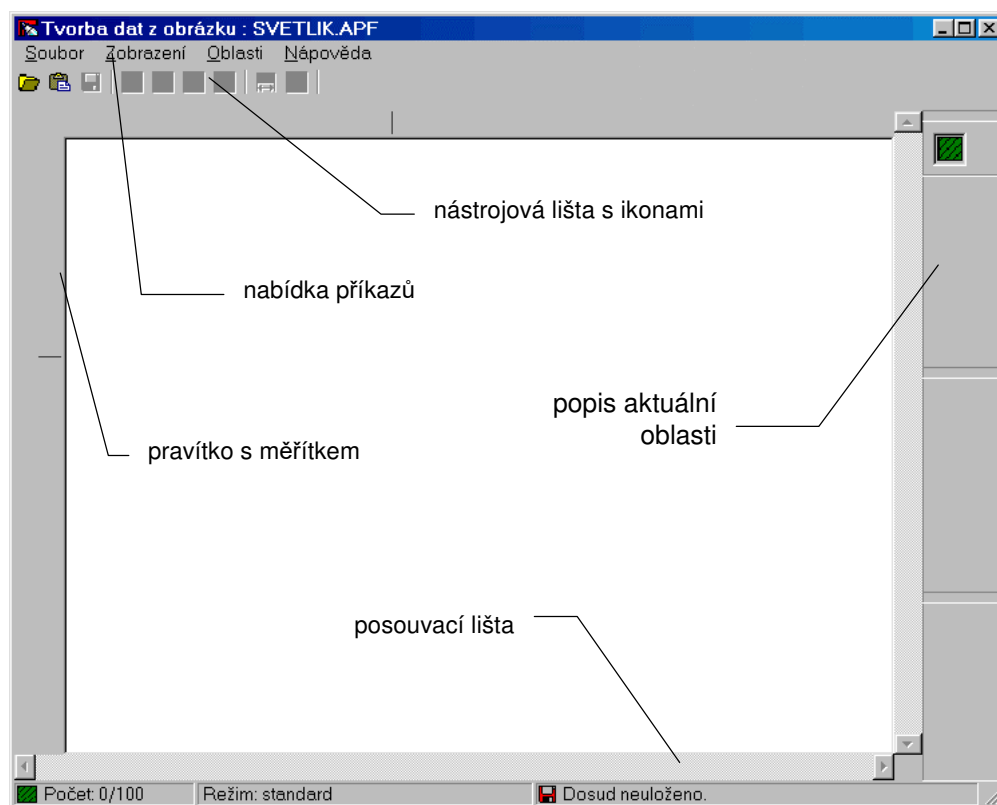 Tvorba dat z obrázku : SVETLIK.APF
Soubor Zobrazení Oblasti Nápověda
nástrojová lišta s ikonami
nabídka příkazů
popis aktuální
oblasti
pravítko s měřítkem
posouvací lišta
Počet: 0/100 Režim: standard Dosud neuloženo.